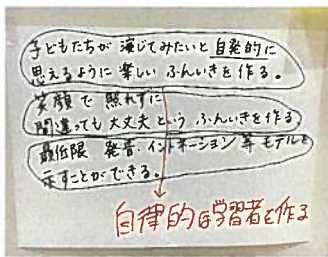 子どもたちが 演じてみたいと 自発的に
思えるように 楽しい ふんいきを 作る。
笑顔で 照れずに
間違っても 大丈夫 という ふんいきを作る
最低限 発音・イントネーション 等 モデルを
示すことができる。
自律的な学習者を作る